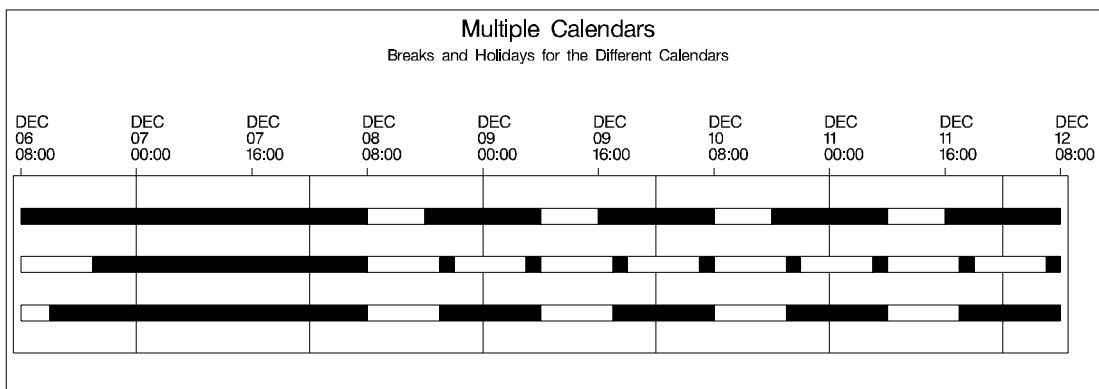 Multiple Calendars
Breaks and Holidays for the Different Calendars
DEC DEC DEC DEC DEC DEC DEC DEC DEC DEC
06 07 07 08 09 09 10 11 11 12
08:00 00:00 16:00 08:00 00:00 16:00 08:00 00:00 16:00 08:00